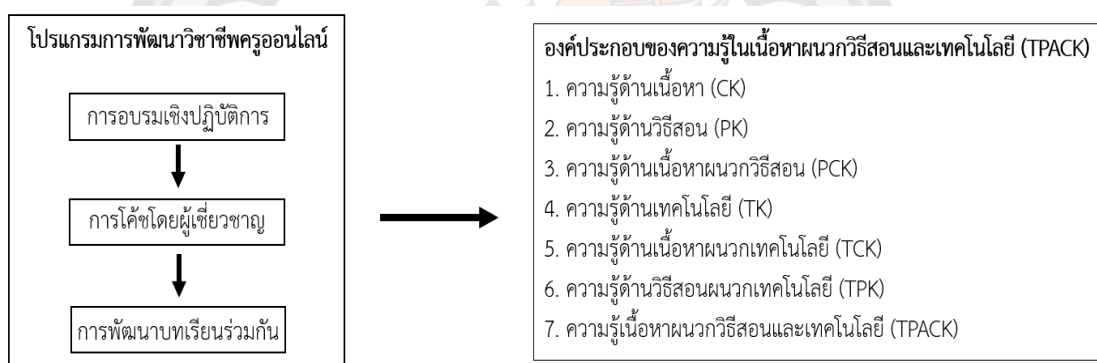 โปรแกรมการพัฒนาวิชาชีพครูออนไลน์
การอบรมเชิงปฏิบัติการ
การโค้ชโดยผู้เชี่ยวชาญ
การพัฒนาบทเรียนร่วมกัน
องค์ประกอบของความรู้ในเนื้อหาผนวกวิธีสอนและเทคโนโลยี (TPACK)
1. ความรู้ด้านเนื้อหา (CK)
2. ความรู้ด้านวิธีสอน (PK)
3. ความรู้ด้านเนื้อหาผนวกวิธีสอน (PCK)
4. ความรู้ด้านเทคโนโลยี (TK)
5. ความรู้ด้านเนื้อหาผนวกเทคโนโลยี (TCK)
6. ความรู้ด้านวิธีสอนผนวกเทคโนโลยี (TPK)
7. ความรู้เนื้อหาผนวกวิธีสอนและเทคโนโลยี (TPACK)